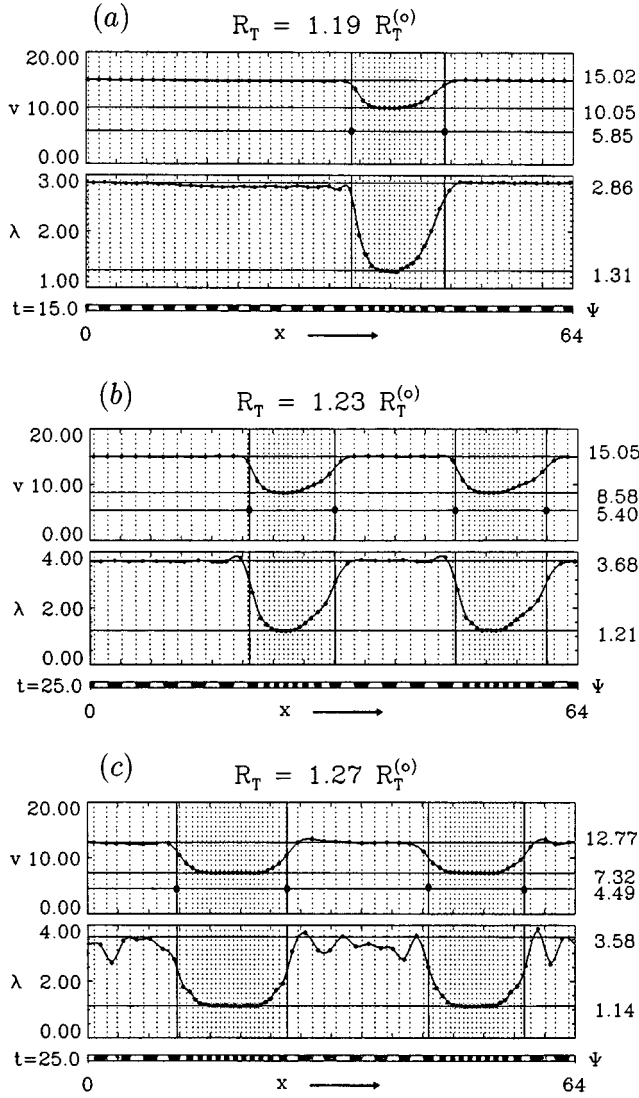 (a) R_T = 1.19 R_T^(o)
20.00
v 10.00
0.00
15.02
10.05
5.85
3.00
λ 2.00
1.00
2.86
1.31
t=15.0 Ψ
0 x 64
(b) R_T = 1.23 R_T^(o)
20.00
v 10.00
0.00
15.05
8.58
5.40
4.00
λ 2.00
0.00
3.68
1.21
t=25.0 Ψ
0 x 64
(c) R_T = 1.27 R_T^(o)
20.00
v 10.00
0.00
12.77
7.32
4.49
4.00
λ 2.00
0.00
3.58
1.14
t=25.0 Ψ
0 x 64